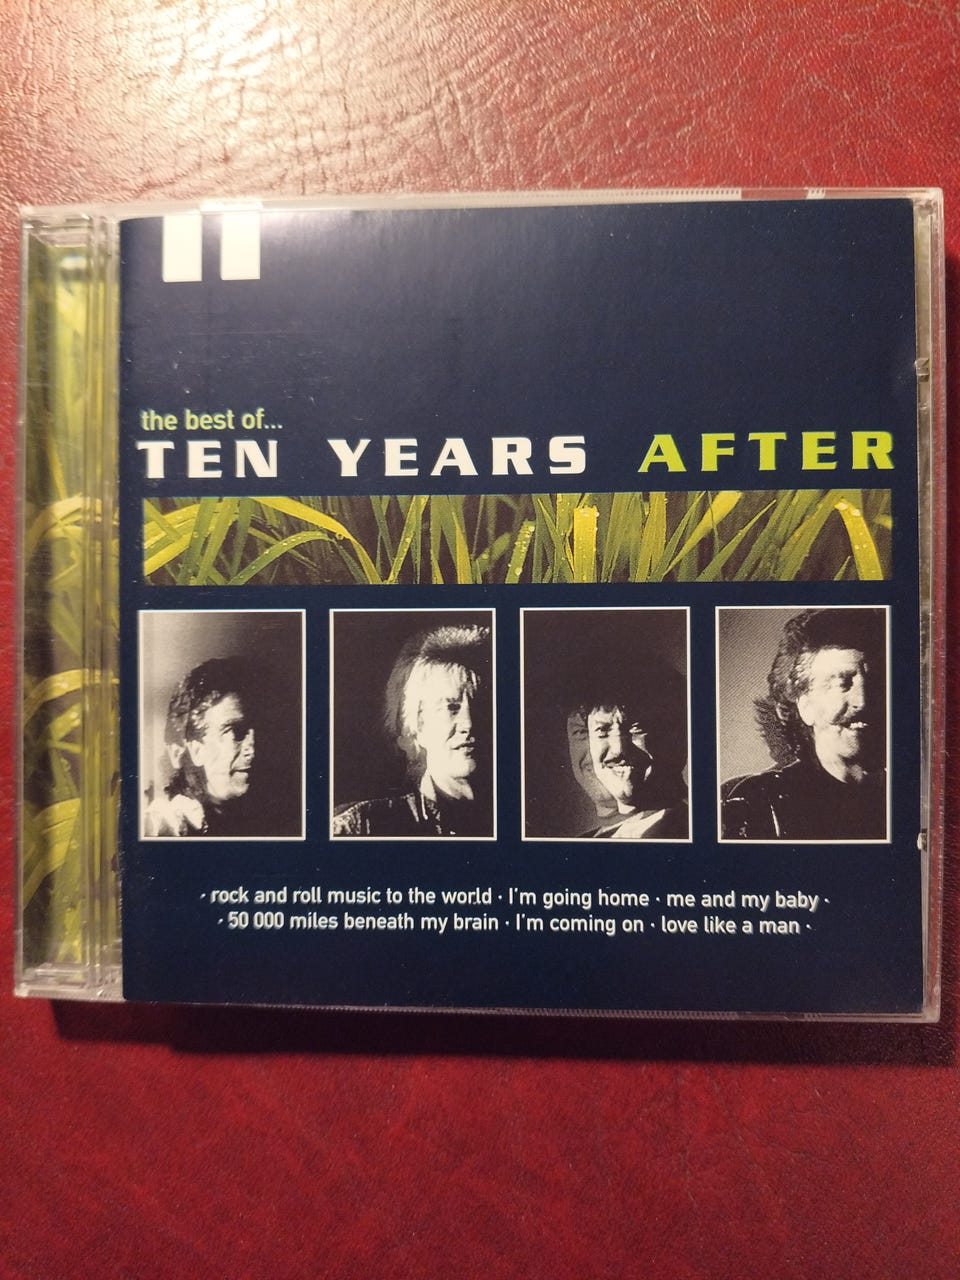 the best of...
TEN YEARS AFTER
· rock and roll music to the world · I'm going home · me and my baby ·
· 50 000 miles beneath my brain · I'm coming on · love like a man ·